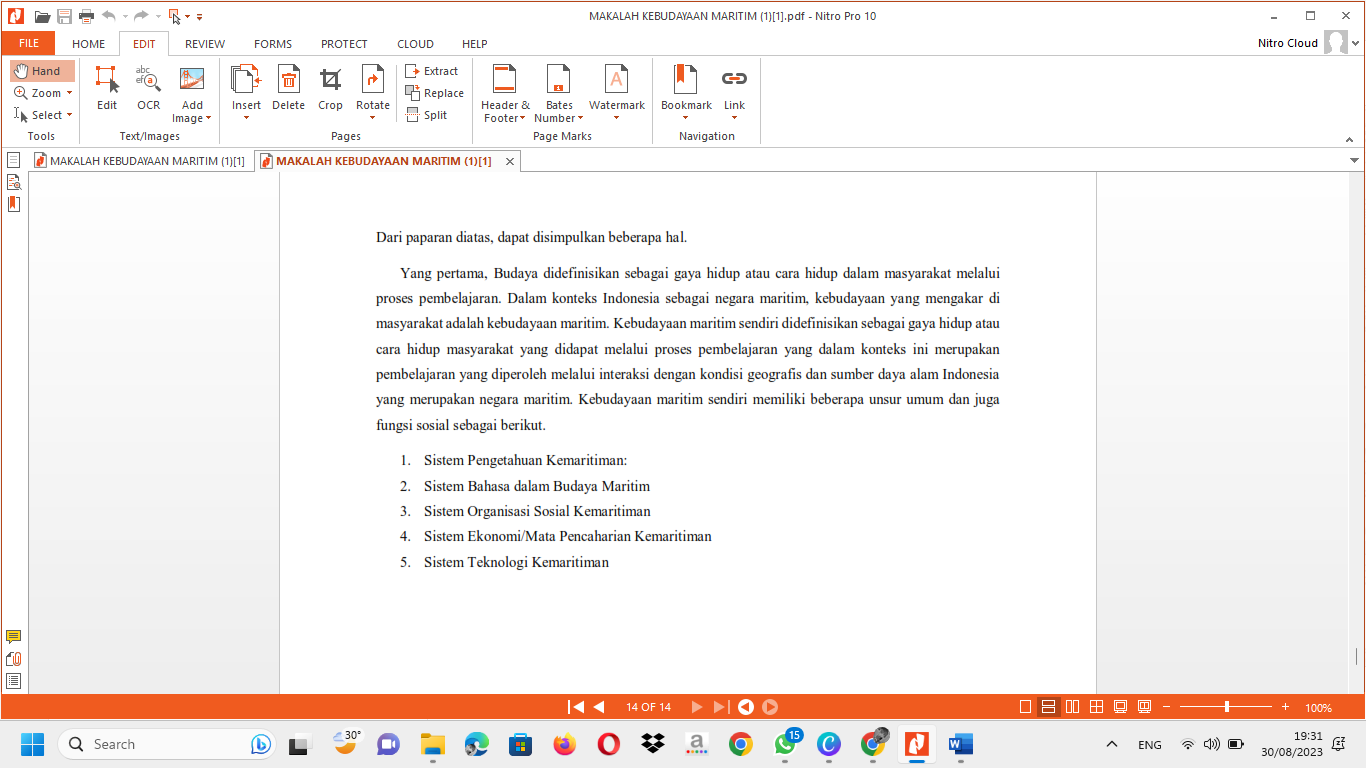 MAKALAH KEBUDAYAAN MARITIM (1)[1].pdf - Nitro Pro 10
FILE HOME EDIT REVIEW FORMS PROTECT CLOUD HELP Nitro Cloud
Hand
Zoom
Select
Tools
Edit OCR Add Image
Text/Images
Insert Delete Crop Rotate
Extract
Replace
Split
Pages
Header & Footer Bates Number Watermark
Page Marks
Bookmark Link
Navigation
MAKALAH KEBUDAYAAN MARITIM (1)[1] MAKALAH KEBUDAYAAN MARITIM (1)[1]
Dari paparan diatas, dapat disimpulkan beberapa hal.
Yang pertama, Budaya didefinisikan sebagai gaya hidup atau cara hidup dalam masyarakat melalui
proses pembelajaran. Dalam konteks Indonesia sebagai negara maritim, kebudayaan yang mengakar di
masyarakat adalah kebudayaan maritim. Kebudayaan maritim sendiri didefinisikan sebagai gaya hidup atau
cara hidup masyarakat yang didapat melalui proses pembelajaran yang dalam konteks ini merupakan
pembelajaran yang diperoleh melalui interaksi dengan kondisi geografis dan sumber daya alam Indonesia
yang merupakan negara maritim. Kebudayaan maritim sendiri memiliki beberapa unsur umum dan juga
fungsi sosial sebagai berikut.
1. Sistem Pengetahuan Kemaritiman:
2. Sistem Bahasa dalam Budaya Maritim
3. Sistem Organisasi Sosial Kemaritiman
4. Sistem Ekonomi/Mata Pencaharian Kemaritiman
5. Sistem Teknologi Kemaritiman
14 OF 14
100%
Search
30°
15
ENG
19:31
30/08/2023